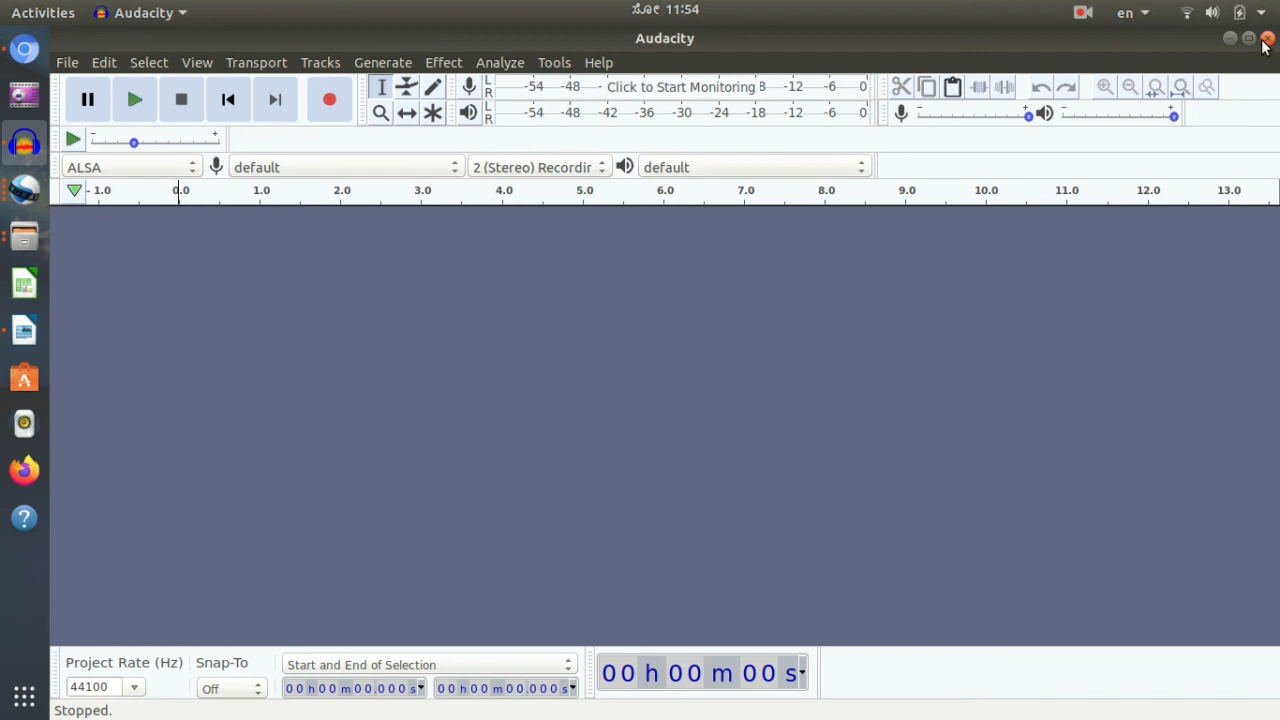 Activities Audacity ಸೋಮ 11:54 en
Audacity
File Edit Select View Transport Tracks Generate Effect Analyze Tools Help
L R -54 -48 - Click to Start Monitoring 8 -12 -6 0
L R -54 -48 -42 -36 -30 -24 -18 -12 -6 0
- +
ALSA default 2 (Stereo) Recordir default
- 1.0 0.0 1.0 2.0 3.0 4.0 5.0 6.0 7.0 8.0 9.0 10.0 11.0 12.0 13.0
Project Rate (Hz) Snap-To Start and End of Selection
44100 Off 00 h 00 m 00.000 s 00 h 00 m 00.000 s 00 h 00 m 00 s
Stopped.